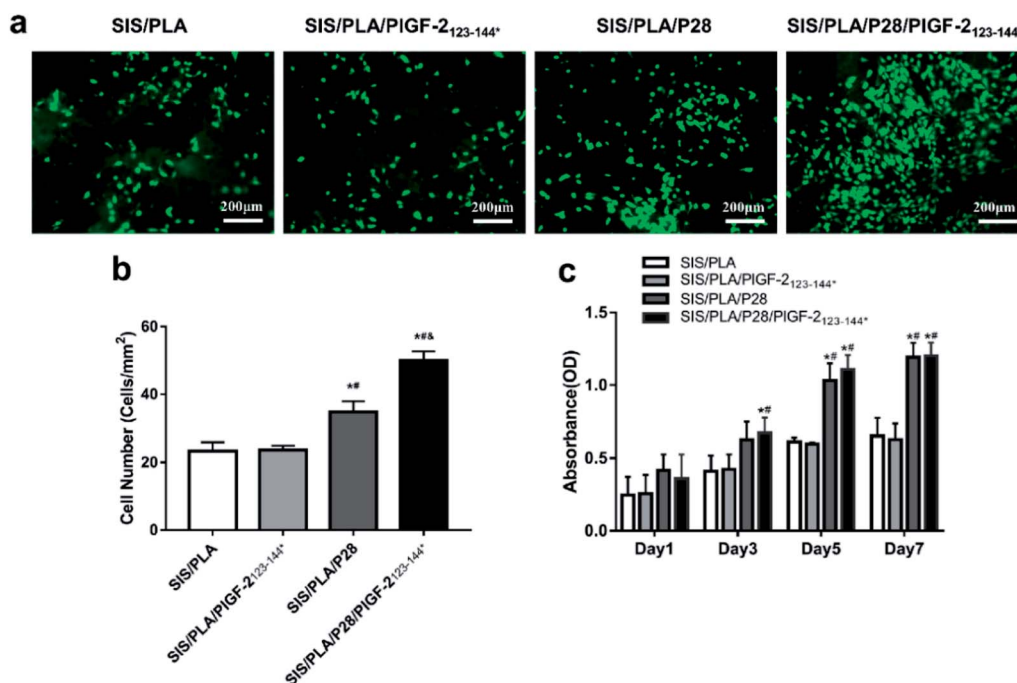 a
SIS/PLA
SIS/PLA/PlGF-2123-144*
SIS/PLA/P28
SIS/PLA/P28/PlGF-2123-144
200μm
200μm
200μm
200μm
b
Cell Number (Cells/mm²)
60
40
20
0
*#
*#&
SIS/PLA
SIS/PLA/PlGF-2123-144*
SIS/PLA/P28
SIS/PLA/P28/PlGF-2123-144*
c
SIS/PLA
SIS/PLA/PlGF-2123-144*
SIS/PLA/P28
SIS/PLA/P28/PlGF-2123-144*
Absorbance(OD)
1.5
1.0
0.5
0.0
*#
*# *#
*# *#
Day1 Day3 Day5 Day7